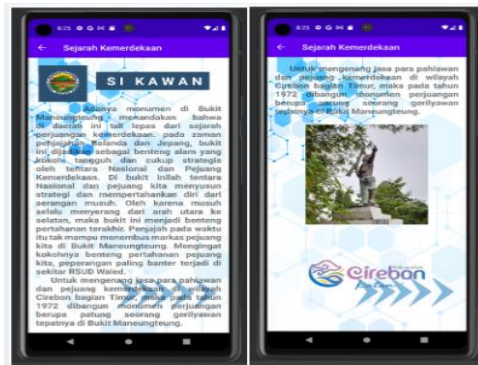 8:25
Sejarah Kemerdekaan
SI KAWAN
Adanya monumen di Bukit
Maneungteung menandakan bahwa
di daerah ini tak lepas dari sejarah
perjuangan kemerdekaan. pada zaman
penjajahan Belanda dan Jepang, bukit
ini dijadikan sebagai benteng alam yang
kokoh, tangguh dan cukup strategis
oleh tentara Nasional dan Pejuang
Kemerdekaan. Di bukit inilah tentara
Nasional dan pejuang kita menyusun
strategi dan mempertahankan diri dari
serangan musuh. Oleh karena musuh
selalu menyerang dari arah utara ke
selatan, maka bukit ini menjadi benteng
pertahanan terakhir. Penjajah pada waktu
itu tak mampu menembus markas pejuang
kita di Bukit Maneungteung. Mengingat
kokohnya benteng pertahanan pejuang
kita, peperangan paling banter terjadi di
sekitar RSUD Waled.
Untuk mengenang jasa para pahlawan
dan pejuang kemerdekaan di wilayah
Cirebon bagian Timur, maka pada tahun
1972 dibangun monumen perjuangan
berupa patung seorang gerilyawan
tepatnya di Bukit Maneungteung.
8:25
Sejarah Kemerdekaan
Untuk mengenang jasa para pahlawan
dan pejuang kemerdekaan di wilayah
Cirebon bagian Timur, maka pada tahun
1972 dibangun monumen perjuangan
berupa patung seorang gerilyawan
tepatnya di Bukit Maneungteung.
Cirebon